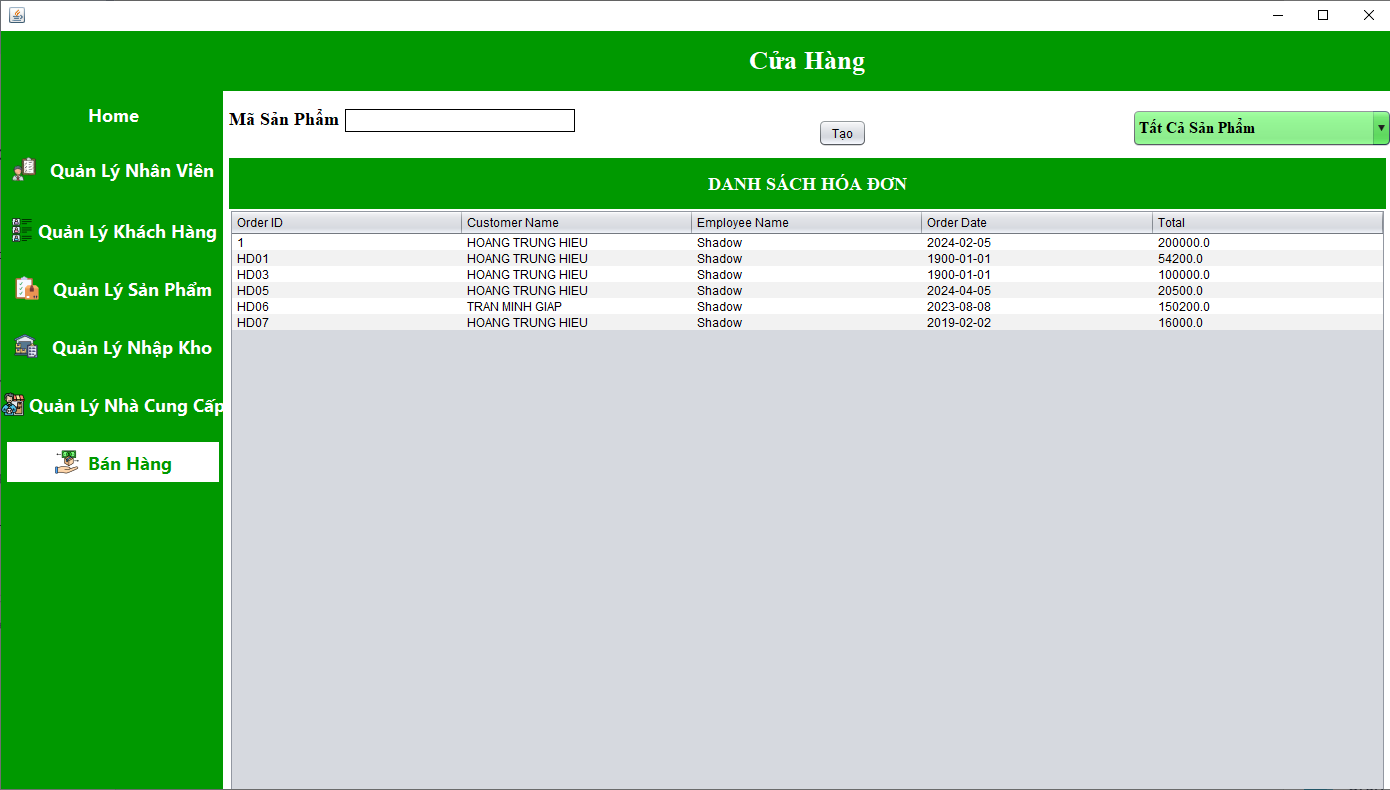 Cửa Hàng
Home
Quản Lý Nhân Viên
Quản Lý Khách Hàng
Quản Lý Sản Phẩm
Quản Lý Nhập Kho
Quản Lý Nhà Cung Cấp
Bán Hàng
Mã Sản Phẩm
Tạo
Tất Cả Sản Phẩm
DANH SÁCH HÓA ĐƠN
Order ID Customer Name Employee Name Order Date Total
1 HOANG TRUNG HIEU Shadow 2024-02-05 200000.0
HD01 HOANG TRUNG HIEU Shadow 1900-01-01 54200.0
HD03 HOANG TRUNG HIEU Shadow 1900-01-01 100000.0
HD05 HOANG TRUNG HIEU Shadow 2024-04-05 20500.0
HD06 TRAN MINH GIAP Shadow 2023-08-08 150200.0
HD07 HOANG TRUNG HIEU Shadow 2019-02-02 16000.0